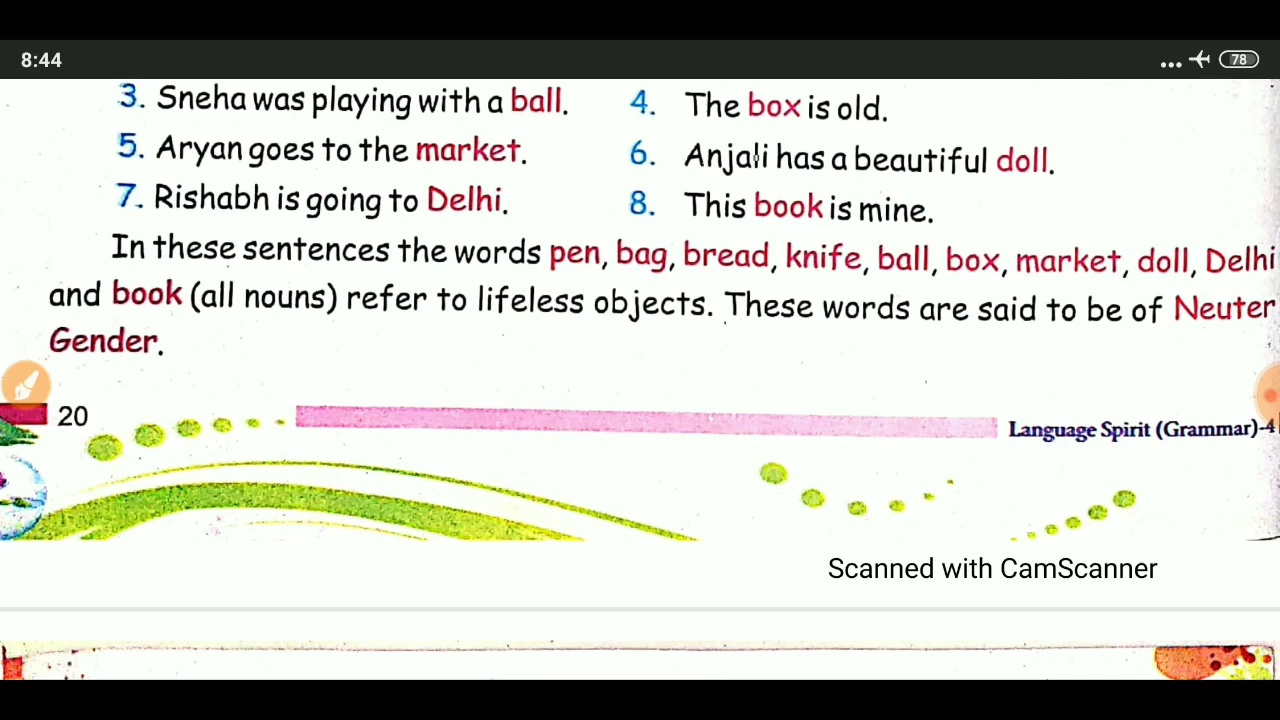 8:44
78
3. Sneha was playing with a ball. 4. The box is old.
5. Aryan goes to the market. 6. Anjali has a beautiful doll.
7. Rishabh is going to Delhi. 8. This book is mine.
In these sentences the words pen, bag, bread, knife, ball, box, market, doll, Delhi
and book (all nouns) refer to lifeless objects. These words are said to be of Neuter
Gender.
20
Language Spirit (Grammar)-4
Scanned with CamScanner